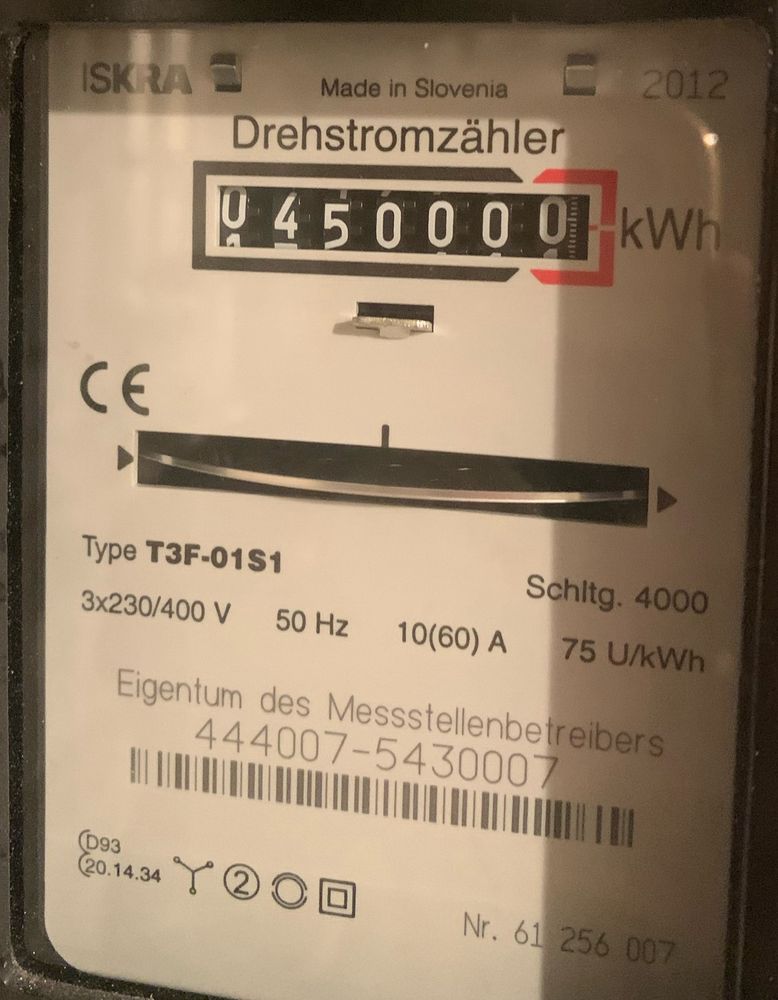 ISKRA
Made in Slovenia
2012
Drehstromzähler
0450000 kWh
CE
Type T3F-01S1
Schltg. 4000
3x230/400 V 50 Hz 10(60) A 75 U/kWh
Eigentum des Messstellenbetreibers
444007-5430007
D93
20.14.34
2
Nr. 61 256 007